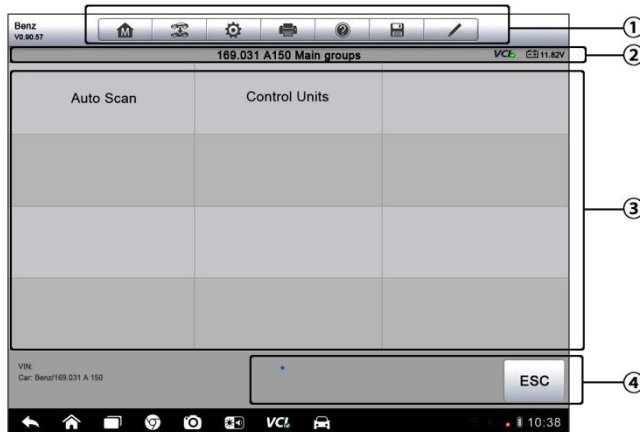 Benz
V0.90.57
M
①
169.031 A150 Main groups
VCI
11.82V
②
Auto Scan
Control Units
③
VIN:
Car: Benz/169.031 A 150
ESC
④
VCI
10:38